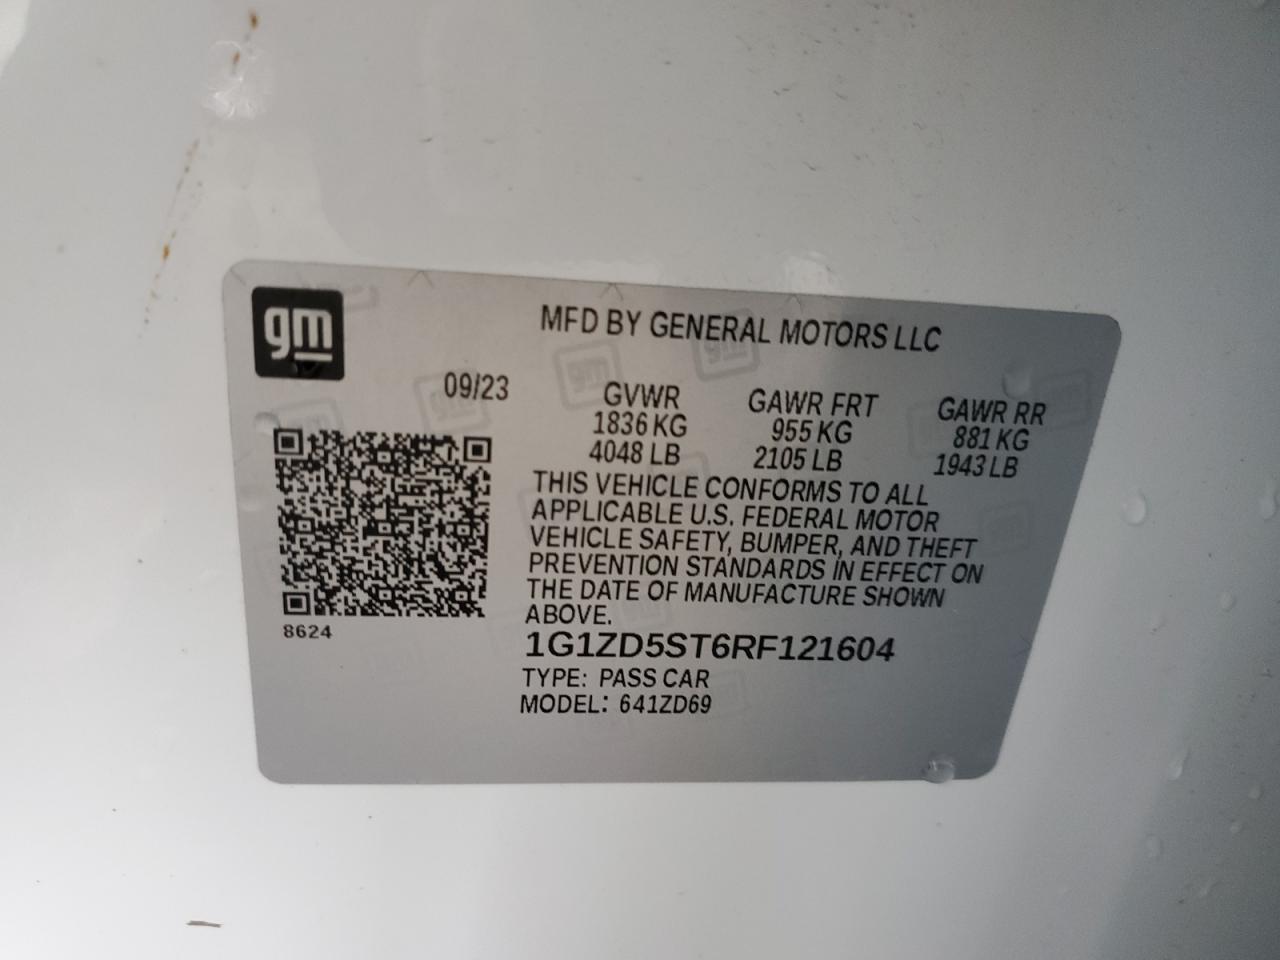 gm
MFD BY GENERAL MOTORS LLC
09/23
GVWR
1836 KG
4048 LB
GAWR FRT
955 KG
2105 LB
GAWR RR
881 KG
1943 LB
THIS VEHICLE CONFORMS TO ALL
APPLICABLE U.S. FEDERAL MOTOR
VEHICLE SAFETY, BUMPER, AND THEFT
PREVENTION STANDARDS IN EFFECT ON
THE DATE OF MANUFACTURE SHOWN
ABOVE.
8624
1G1ZD5ST6RF121604
TYPE: PASS CAR
MODEL: 641ZD69